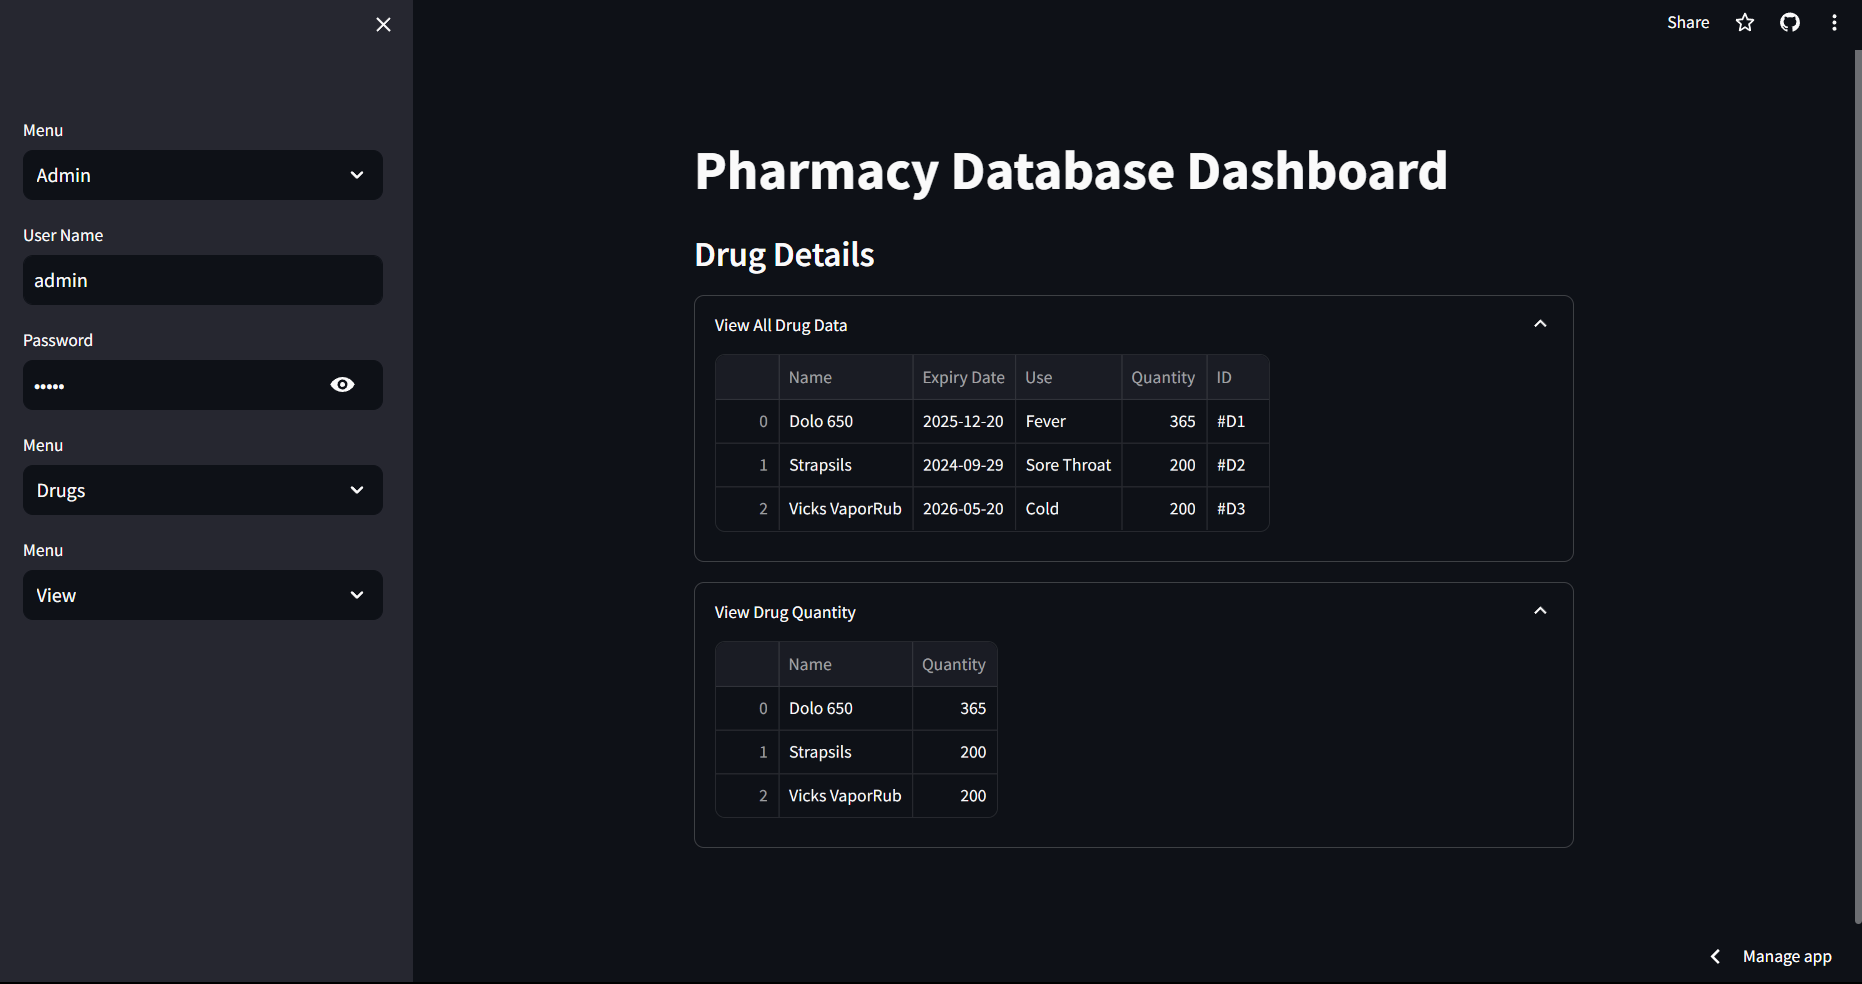 Share
Menu
Admin
User Name
admin
Password
•••••
Menu
Drugs
Menu
View
Pharmacy Database Dashboard
Drug Details
View All Drug Data
Name Expiry Date Use Quantity ID
0 Dolo 650 2025-12-20 Fever 365 #D1
1 Strapsils 2024-09-29 Sore Throat 200 #D2
2 Vicks VaporRub 2026-05-20 Cold 200 #D3
View Drug Quantity
Name Quantity
0 Dolo 650 365
1 Strapsils 200
2 Vicks VaporRub 200
Manage app